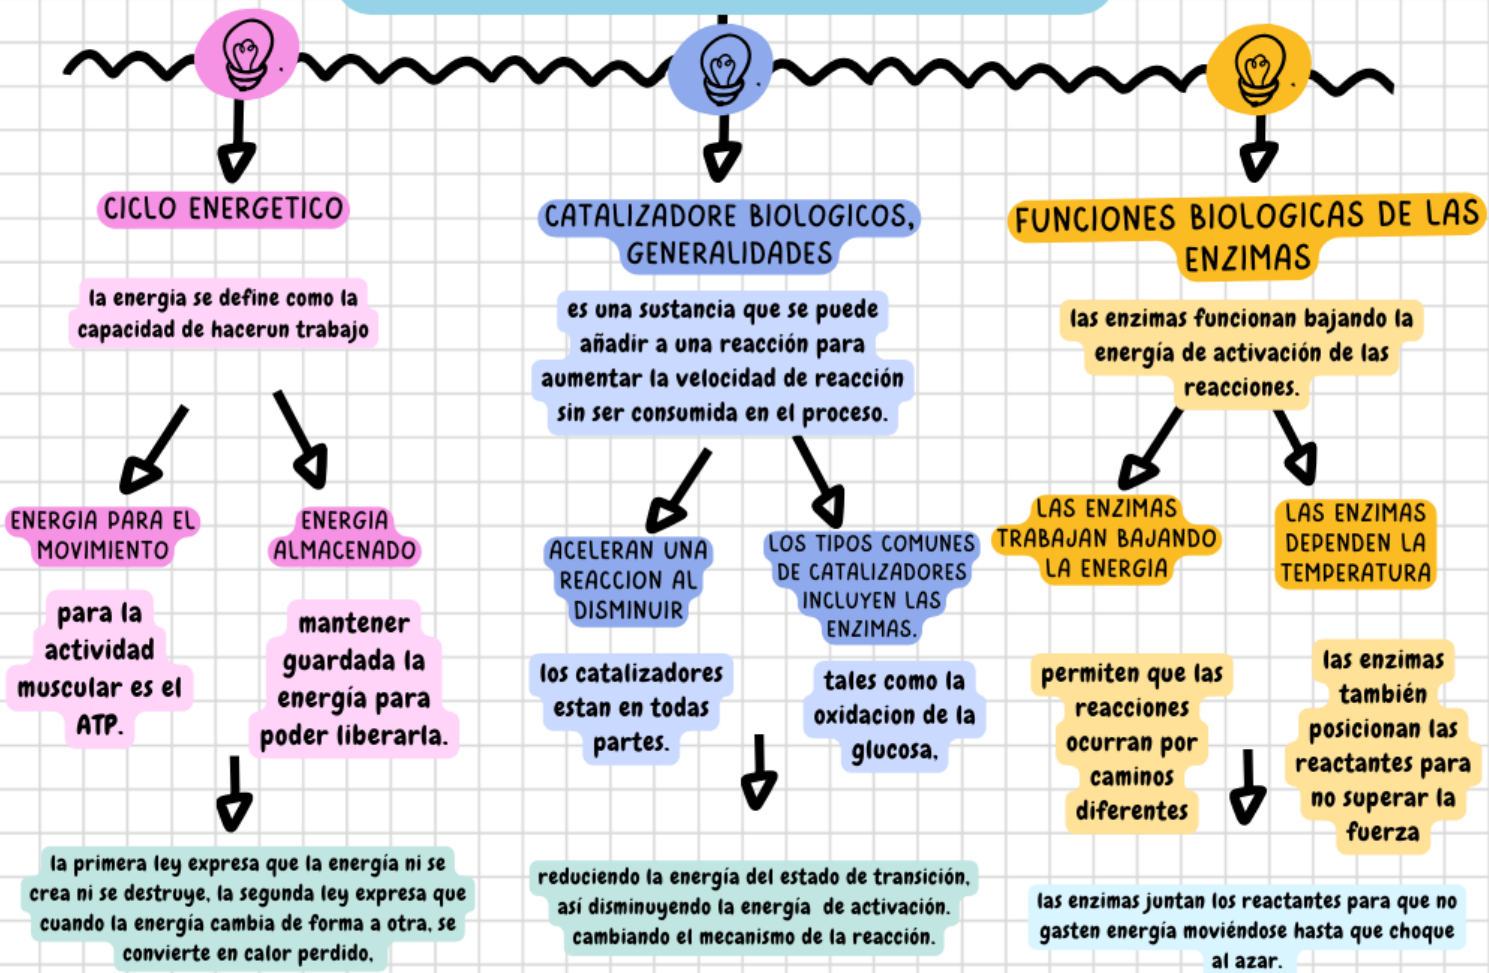 CICLO ENERGETICO
la energia se define como la
capacidad de hacerun trabajo
ENERGIA PARA EL
MOVIMIENTO
para la
actividad
muscular es el
ATP.
ENERGIA
ALMACENADO
mantener
guardada la
energía para
poder liberarla.
la primera ley expresa que la energía ni se
crea ni se destruye, la segunda ley expresa que
cuando la energía cambia de forma a otra, se
convierte en calor perdido,
CATALIZADORE BIOLOGICOS,
GENERALIDADES
es una sustancia que se puede
añadir a una reacción para
aumentar la velocidad de reacción
sin ser consumida en el proceso.
ACELERAN UNA
REACCION AL
DISMINUIR
los catalizadores
estan en todas
partes.
LOS TIPOS COMUNES
DE CATALIZADORES
INCLUYEN LAS
ENZIMAS.
tales como la
oxidacion de la
glucosa,
reduciendo la energía del estado de transición,
así disminuyendo la energía de activación.
cambiando el mecanismo de la reacción.
FUNCIONES BIOLOGICAS DE LAS
ENZIMAS
las enzimas funcionan bajando la
energía de activación de las
reacciones.
LAS ENZIMAS
TRABAJAN BAJANDO
LA ENERGIA
permiten que las
reacciones
ocurran por
caminos
diferentes
LAS ENZIMAS
DEPENDEN LA
TEMPERATURA
las enzimas
también
posicionan las
reactantes para
no superar la
fuerza
las enzimas juntan los reactantes para que no
gasten energía moviéndose hasta que choque
al azar.